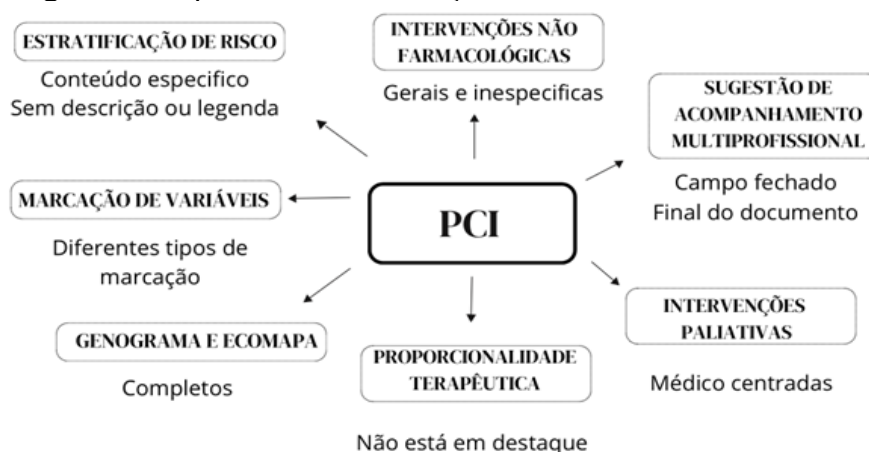 ESTRATIFICAÇÃO DE RISCO
Conteúdo especifico
Sem descrição ou legenda
INTERVENÇÕES NÃO
FARMACOLÓGICAS
Gerais e inespecificas
SUGESTÃO DE
ACOMPANHAMENTO
MULTIPROFISSIONAL
Campo fechado
Final do documento
MARCAÇÃO DE VARIÁVEIS
Diferentes tipos de
marcação
PCI
GENOGRAMA E ECOMAPA
Completos
PROPORCIONALIDADE
TERAPÊUTICA
Não está em destaque
INTERVENÇÕES
PALIATIVAS
Médico centradas